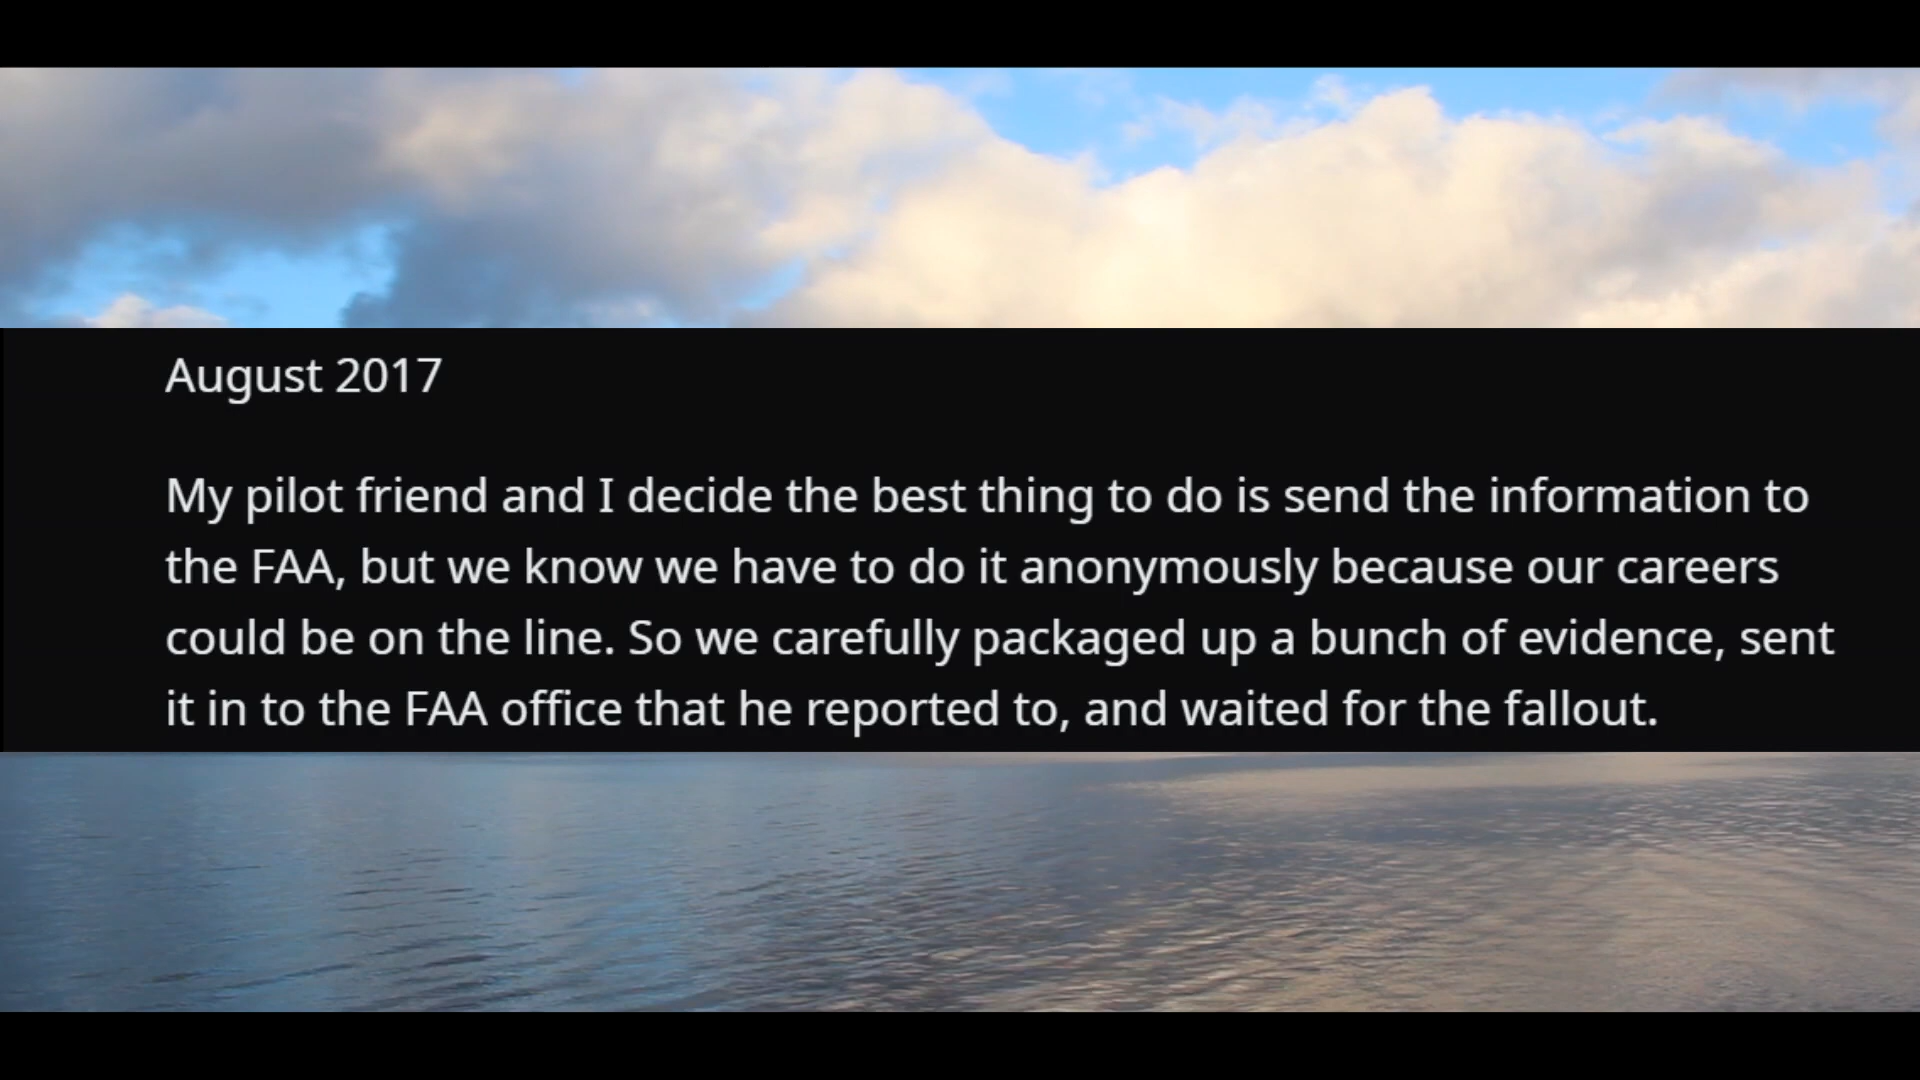 August 2017
My pilot friend and I decide the best thing to do is send the information to
the FAA, but we know we have to do it anonymously because our careers
could be on the line. So we carefully packaged up a bunch of evidence, sent
it in to the FAA office that he reported to, and waited for the fallout.